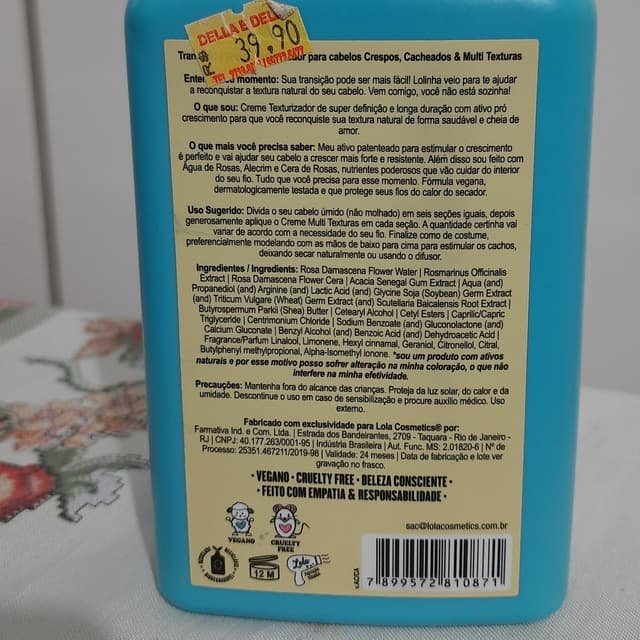 DELLA E DEL
39,90
Tran
dor para cabelos Crespos, Cacheados & Multi Texturas
momento: Sua transição pode ser mais fácil! Lolinha veio para te ajudar
a reconquistar a textura natural do seu cabelo. Vem comigo, você não está sozinha!
O que sou: Creme Texturizador de super definição e longa duração com ativo pró
crescimento para que você reconquiste sua textura natural de forma saudável e cheia de
amor.
O que mais você precisa saber: Meu ativo patenteado para estimular o crescimento
é perfeito e vai ajudar seu cabelo a crescer mais forte e resistente. Além disso sou feito com
Água de Rosas, Alecrim e Cera de Rosas, nutrientes poderosos que vão cuidar do interior
do seu fio. Tudo que você precisa para esse momento. Fórmula vegana,
dermatologicamente testada e que protege seus fios do calor do secador.
Uso Sugerido: Divida o seu cabelo úmido (não molhado) em seis seções iguais, depois
generosamente aplique o Creme Multi Texturas em cada seção. A quantidade certinha vai
variar de acordo com a necessidade do seu fio. Finalize como de costume,
preferencialmente modelando com as mãos de baixo para cima para estimular os cachos,
deixando secar naturalmente ou usando o difusor.
Ingredientes / Ingredients: Rosa Damascena Flower Water | Rosmarinus Officinalis
Extract | Rosa Damascena Flower Cera | Acacia Senegal Gum Extract | Aqua (and)
Propanediol (and) Arginine (and) Lactic Acid (and) Glycine Soja (Soybean) Germ Extract
(and) Triticum Vulgare (Wheat) Germ Extract (and) Scutellaria Baicalensis Root Extract |
Butyrospermum Parkii (Shea) Butter | Cetearyl Alcohol | Cetyl Esters | Caprilic/Capric
Triglyceride | Centrimonium Chloride | Sodium Benzoate (and) Gluconolactone (and)
Calcium Gluconate | Benzyl Alcohol (and) Benzoic Acid (and) Dehydroacetic Acid |
Fragrance/Parfum Linalool, Limonene, Hexyl cinnamal, Geraniol, Citronellol, Citral,
Butylphenyl methylpropional, Alpha-Isomethyl ionone. *sou um produto com ativos
naturais e por esse motivo posso sofrer alteração na minha coloração, o que não
interfere na minha efetividade.
Precauções: Mantenha fora do alcance das crianças. Proteja da luz solar, do calor e da
umidade. Descontinue o uso em caso de sensibilização e procure auxílio médico. Uso
externo.
Fabricado com exclusividade para Lola Cosmetics® por:
Farmativa Ind. e Com. Ltda. | Estrada dos Bandeirantes, 2709 - Taquara - Rio de Janeiro -
RJ | CNPJ: 40.177.263/0001-95 | Indústria Brasileira | Aut. Func. MS: 2.01820-6 | Nº de
Processo: 25351.467211/2019-98 | Validade: 24 meses | Data de fabricação e lote ver
gravação no frasco.
• VEGANO • CRUELTY FREE • BELEZA CONSCIENTE •
• FEITO COM EMPATIA & RESPONSABILIDADE •
VEGANO
CRUELTY
FREE
sac@lolacosmetics.com.br
12 M
Lola
7 899572 810871